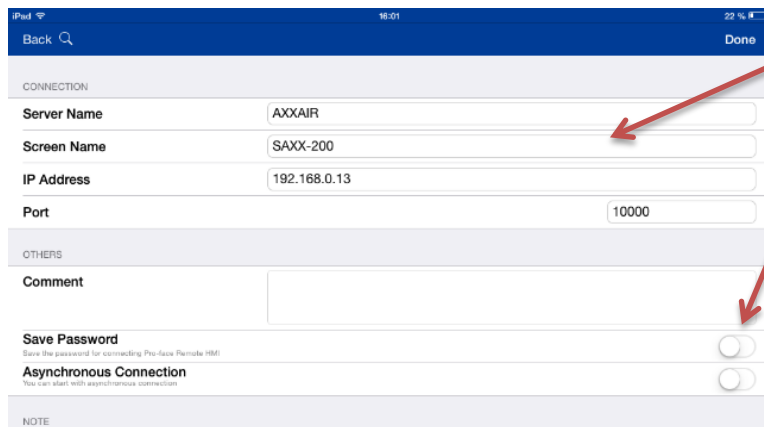 iPad 16:01 22 %
Back Done
CONNECTION
Server Name AXXAIR
Screen Name SAXX-200
IP Address 192.168.0.13
Port 10000
OTHERS
Comment
Save Password
Save the password for connecting Pro-face Remote HMI
Asynchronous Connection
You can start with asynchronous connection
NOTE